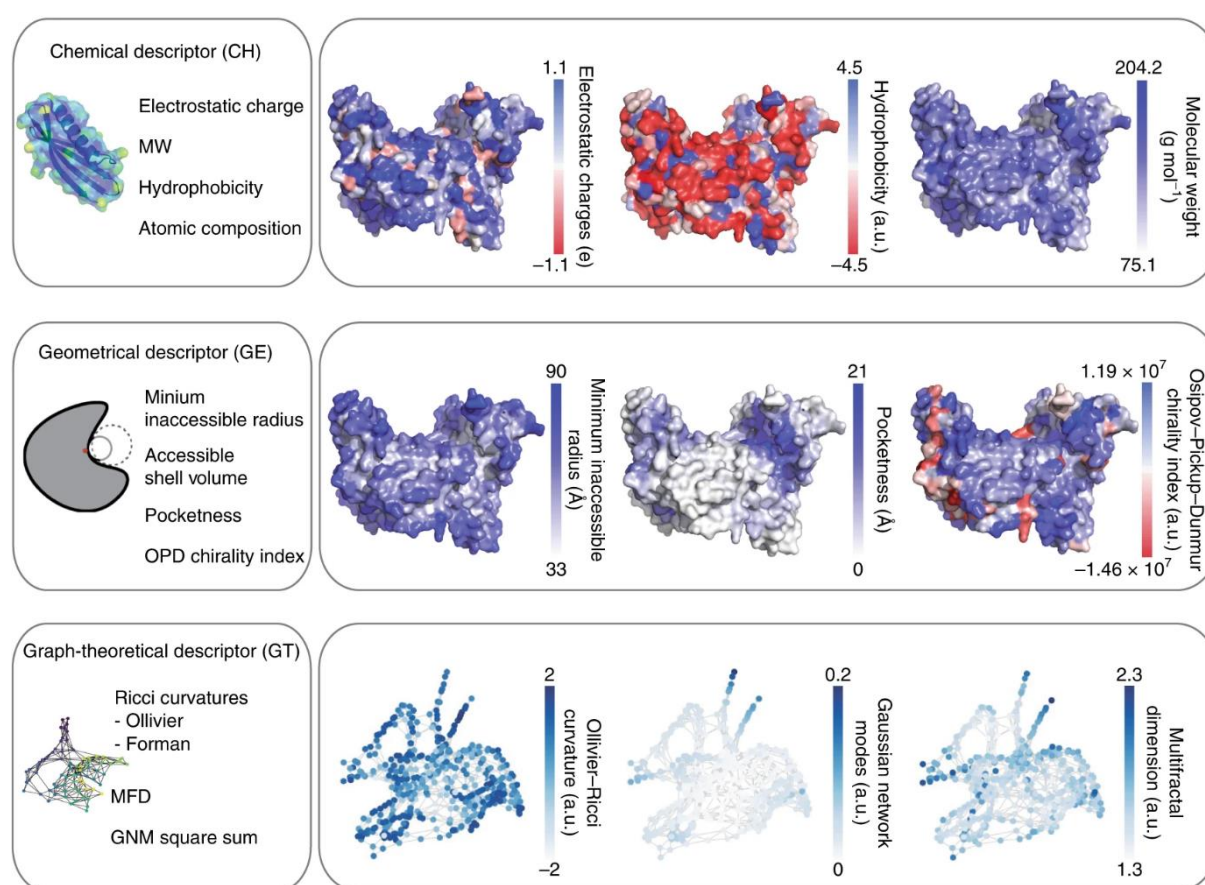 Chemical descriptor (CH)
Electrostatic charge
MW
Hydrophobicity
Atomic composition
1.1
Electrostatic charges (e)
−1.1
4.5
Hydrophobicity (a.u.)
−4.5
204.2
Molecular weight
(g mol⁻¹)
75.1
Geometrical descriptor (GE)
Minium
inaccessible radius
Accessible
shell volume
Pocketness
OPD chirality index
90
Minimum inaccessible
radius (Å)
33
21
Pocketness (Å)
0
1.19 × 10⁷
Osipov–Pickup–Dunmur
chirality index (a.u.)
−1.46 × 10⁷
Graph-theoretical descriptor (GT)
Ricci curvatures
- Ollivier
- Forman
MFD
GNM square sum
2
Ollivier–Ricci
curvature (a.u.)
−2
0.2
Gaussian network
modes (a.u.)
0
2.3
Multifractal
dimension (a.u.)
1.3